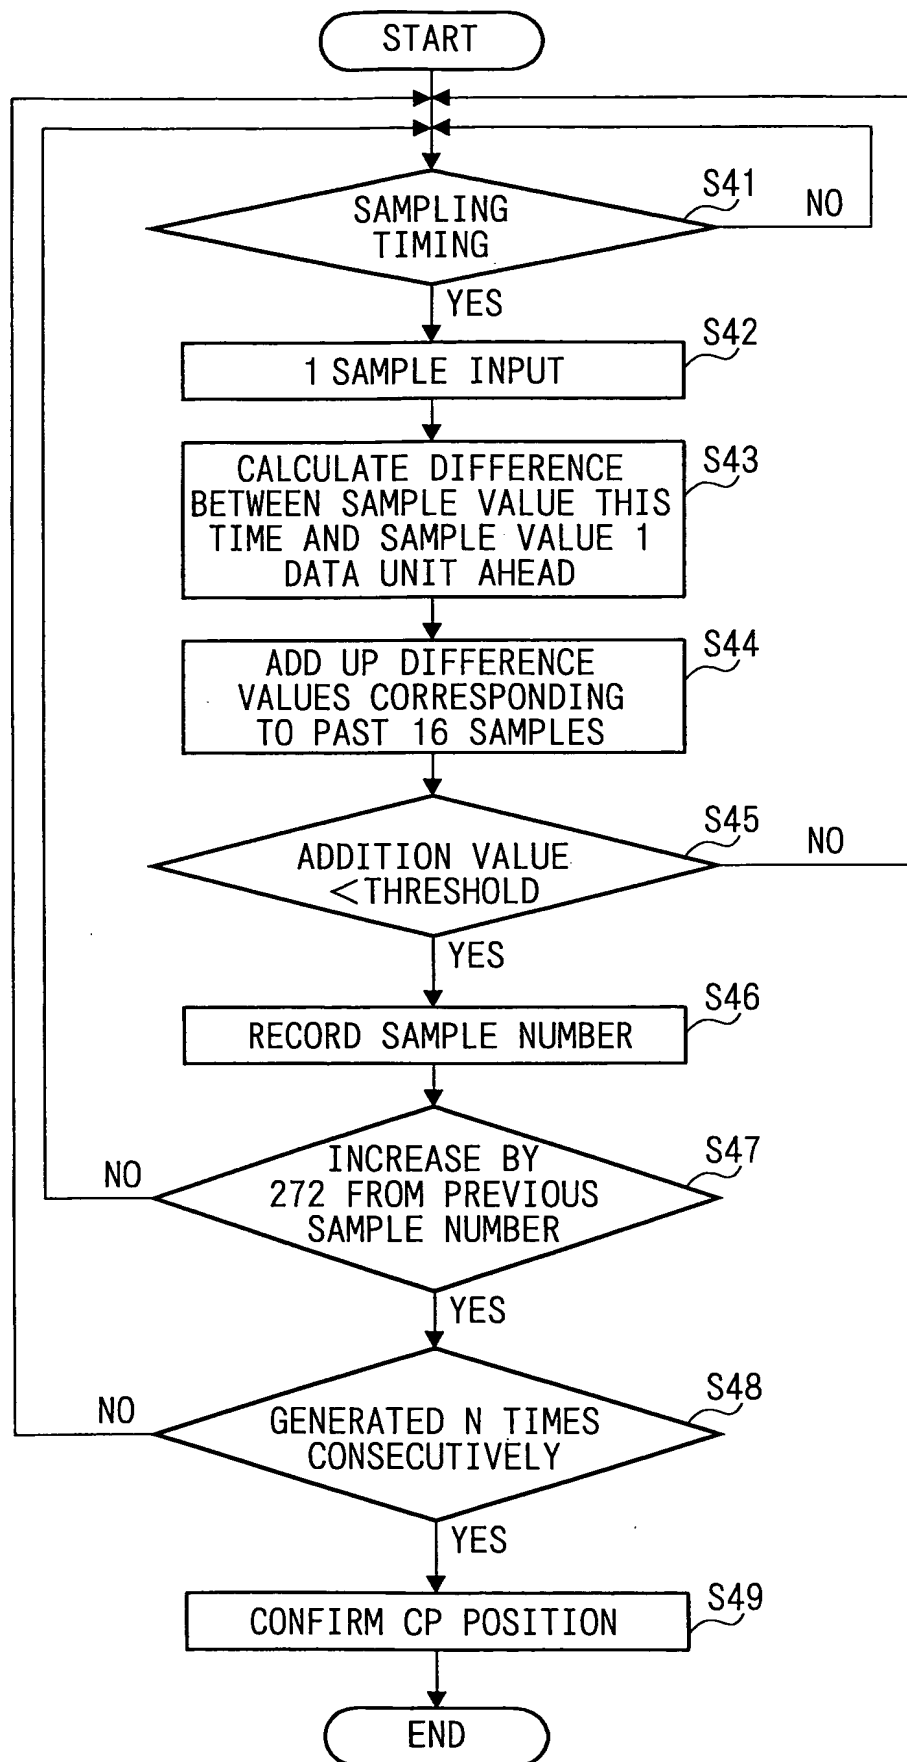 START
S41
SAMPLING
TIMING
NO
YES
S42
1 SAMPLE INPUT
S43
CALCULATE DIFFERENCE
BETWEEN SAMPLE VALUE THIS
TIME AND SAMPLE VALUE 1
DATA UNIT AHEAD
S44
ADD UP DIFFERENCE
VALUES CORRESPONDING
TO PAST 16 SAMPLES
S45
ADDITION VALUE
<THRESHOLD
NO
YES
S46
RECORD SAMPLE NUMBER
S47
INCREASE BY
272 FROM PREVIOUS
SAMPLE NUMBER
NO
YES
S48
GENERATED N TIMES
CONSECUTIVELY
NO
YES
S49
CONFIRM CP POSITION
END